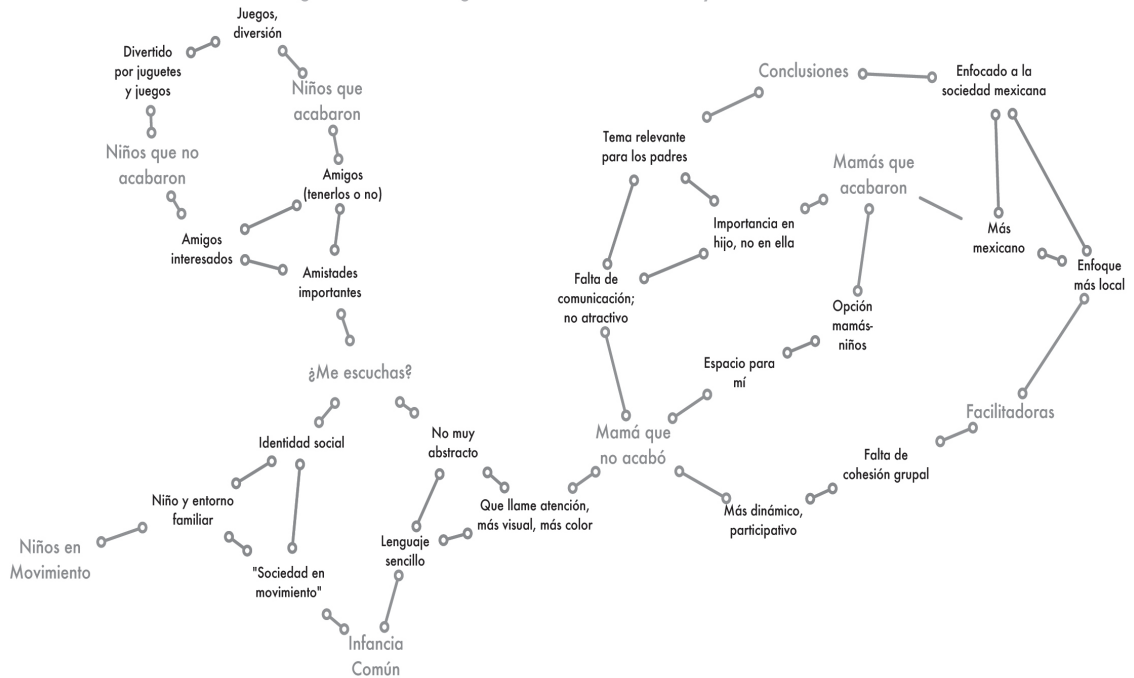 Juegos,
diversión
Divertido
por juguetes
y juegos
Niños que
acabaron
Niños que no
acabaron
Amigos
(tenerlos o no)
Amigos
interesados
Amistades
importantes
¿Me escuchas?
Identidad social
No muy
abstracto
Niño y entorno
familiar
Niños en
Movimiento
"Sociedad en
movimiento"
Lenguaje
sencillo
Que llame atención,
más visual, más color
Infancia
Común
Conclusiones
Enfocado a la
sociedad mexicana
Tema relevante
para los padres
Mamás que
acabaron
Importancia en
hijo, no en ella
Más
mexicano
Enfoque
más local
Falta de
comunicación;
no atractivo
Opción
mamás-
niños
Espacio para
mí
Mamá que
no acabó
Facilitadoras
Falta de
cohesión grupal
Más dinámico,
participativo